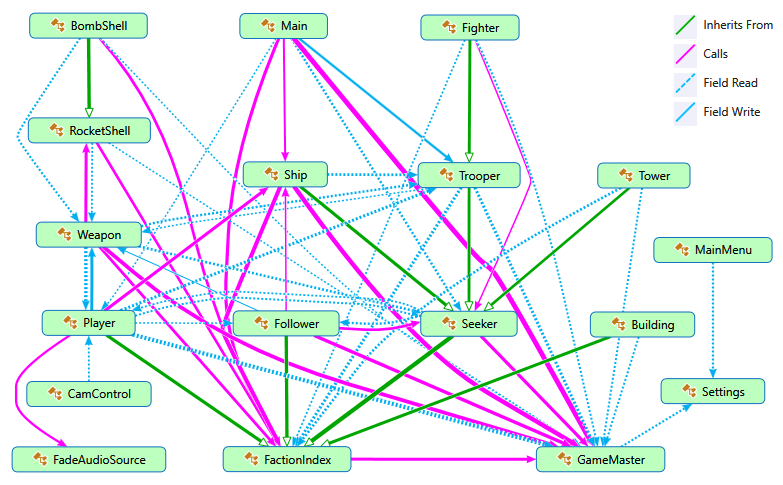 BombShell
Main
Fighter
Inherits From
Calls
Field Read
Field Write
RocketShell
Ship
Trooper
Tower
Weapon
MainMenu
Player
Follower
Seeker
Building
CamControl
Settings
FadeAudioSource
FactionIndex
GameMaster